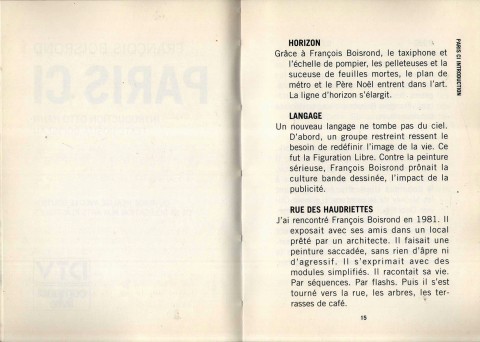 HORIZON
Grâce à François Boisrond, le taxiphone et
l'échelle de pompier, les pelleteuses et la
suceuse de feuilles mortes, le plan de
métro et le Père Noël entrent dans l'art.
La ligne d'horizon s'élargit.
LANGAGE
Un nouveau langage ne tombe pas du ciel.
D'abord, un groupe restreint ressent le
besoin de redéfinir l'image de la vie. Ce
fut la Figuration Libre. Contre la peinture
sérieuse, François Boisrond prônait la
culture bande dessinée, l'impact de la
publicité.
RUE DES HAUDRIETTES
J'ai rencontré François Boisrond en 1981. Il
exposait avec ses amis dans un local
prêté par un architecte. Il faisait une
peinture saccadée, sans rien d'âpre ni
d'agressif. Il s'exprimait avec des
modules simplifiés. Il racontait sa vie.
Par séquences. Par flashs. Puis il s'est
tourné vers la rue, les arbres, les ter-
rasses de café.
15
PARIS CI INTRODUCTION
PARIS CI